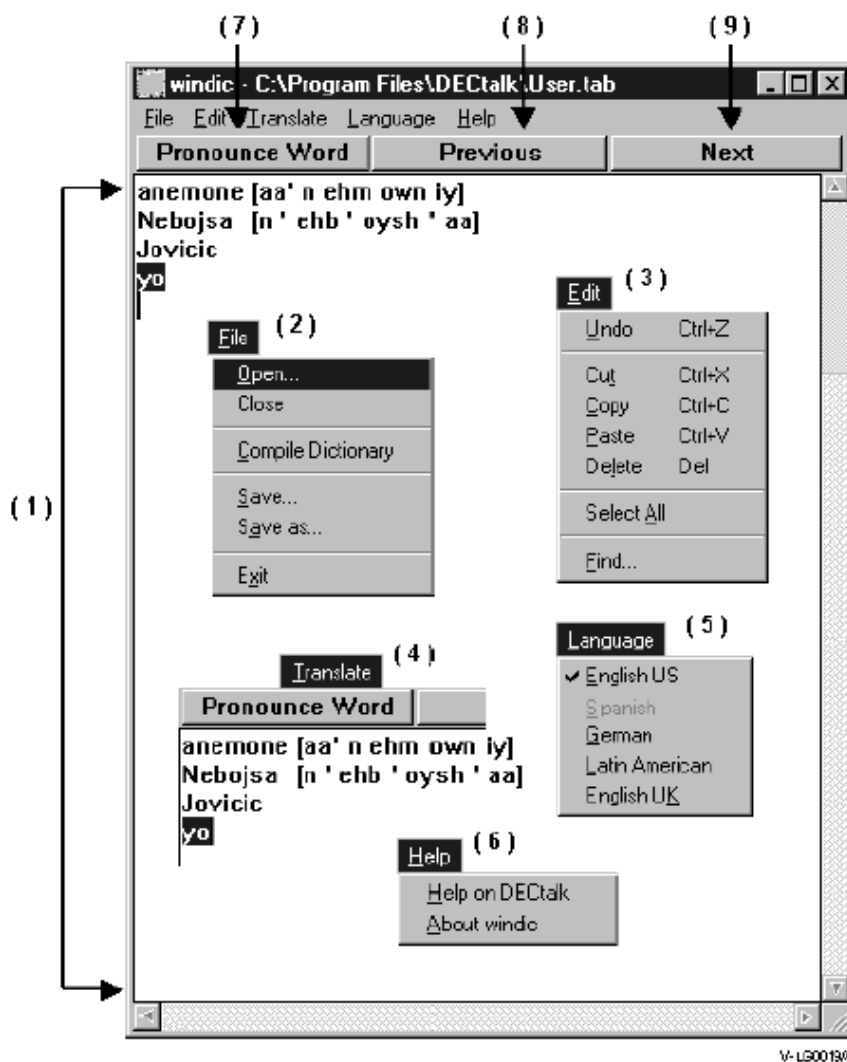 (7) (8) (9)
windic - C:\Program Files\DECtalk\User.tab
File Edit Translate Language Help
Pronounce Word Previous Next
anemone [aa' n ehm own iy]
Nebojsa [n ' ehb ' oysh ' aa]
Jovicic
yo
(1)
File (2)
Open...
Close
Compile Dictionary
Save...
Save as...
Exit
Edit (3)
Undo Ctrl+Z
Cut Ctrl+X
Copy Ctrl+C
Paste Ctrl+V
Delete Del
Select All
Find...
Translate (4)
Pronounce Word
anemone [aa' n ehm own iy]
Nebojsa [n ' ehb ' oysh ' aa]
Jovicic
yo
Language (5)
English US
Spanish
German
Latin American
English UK
Help (6)
Help on DECtalk
About windic